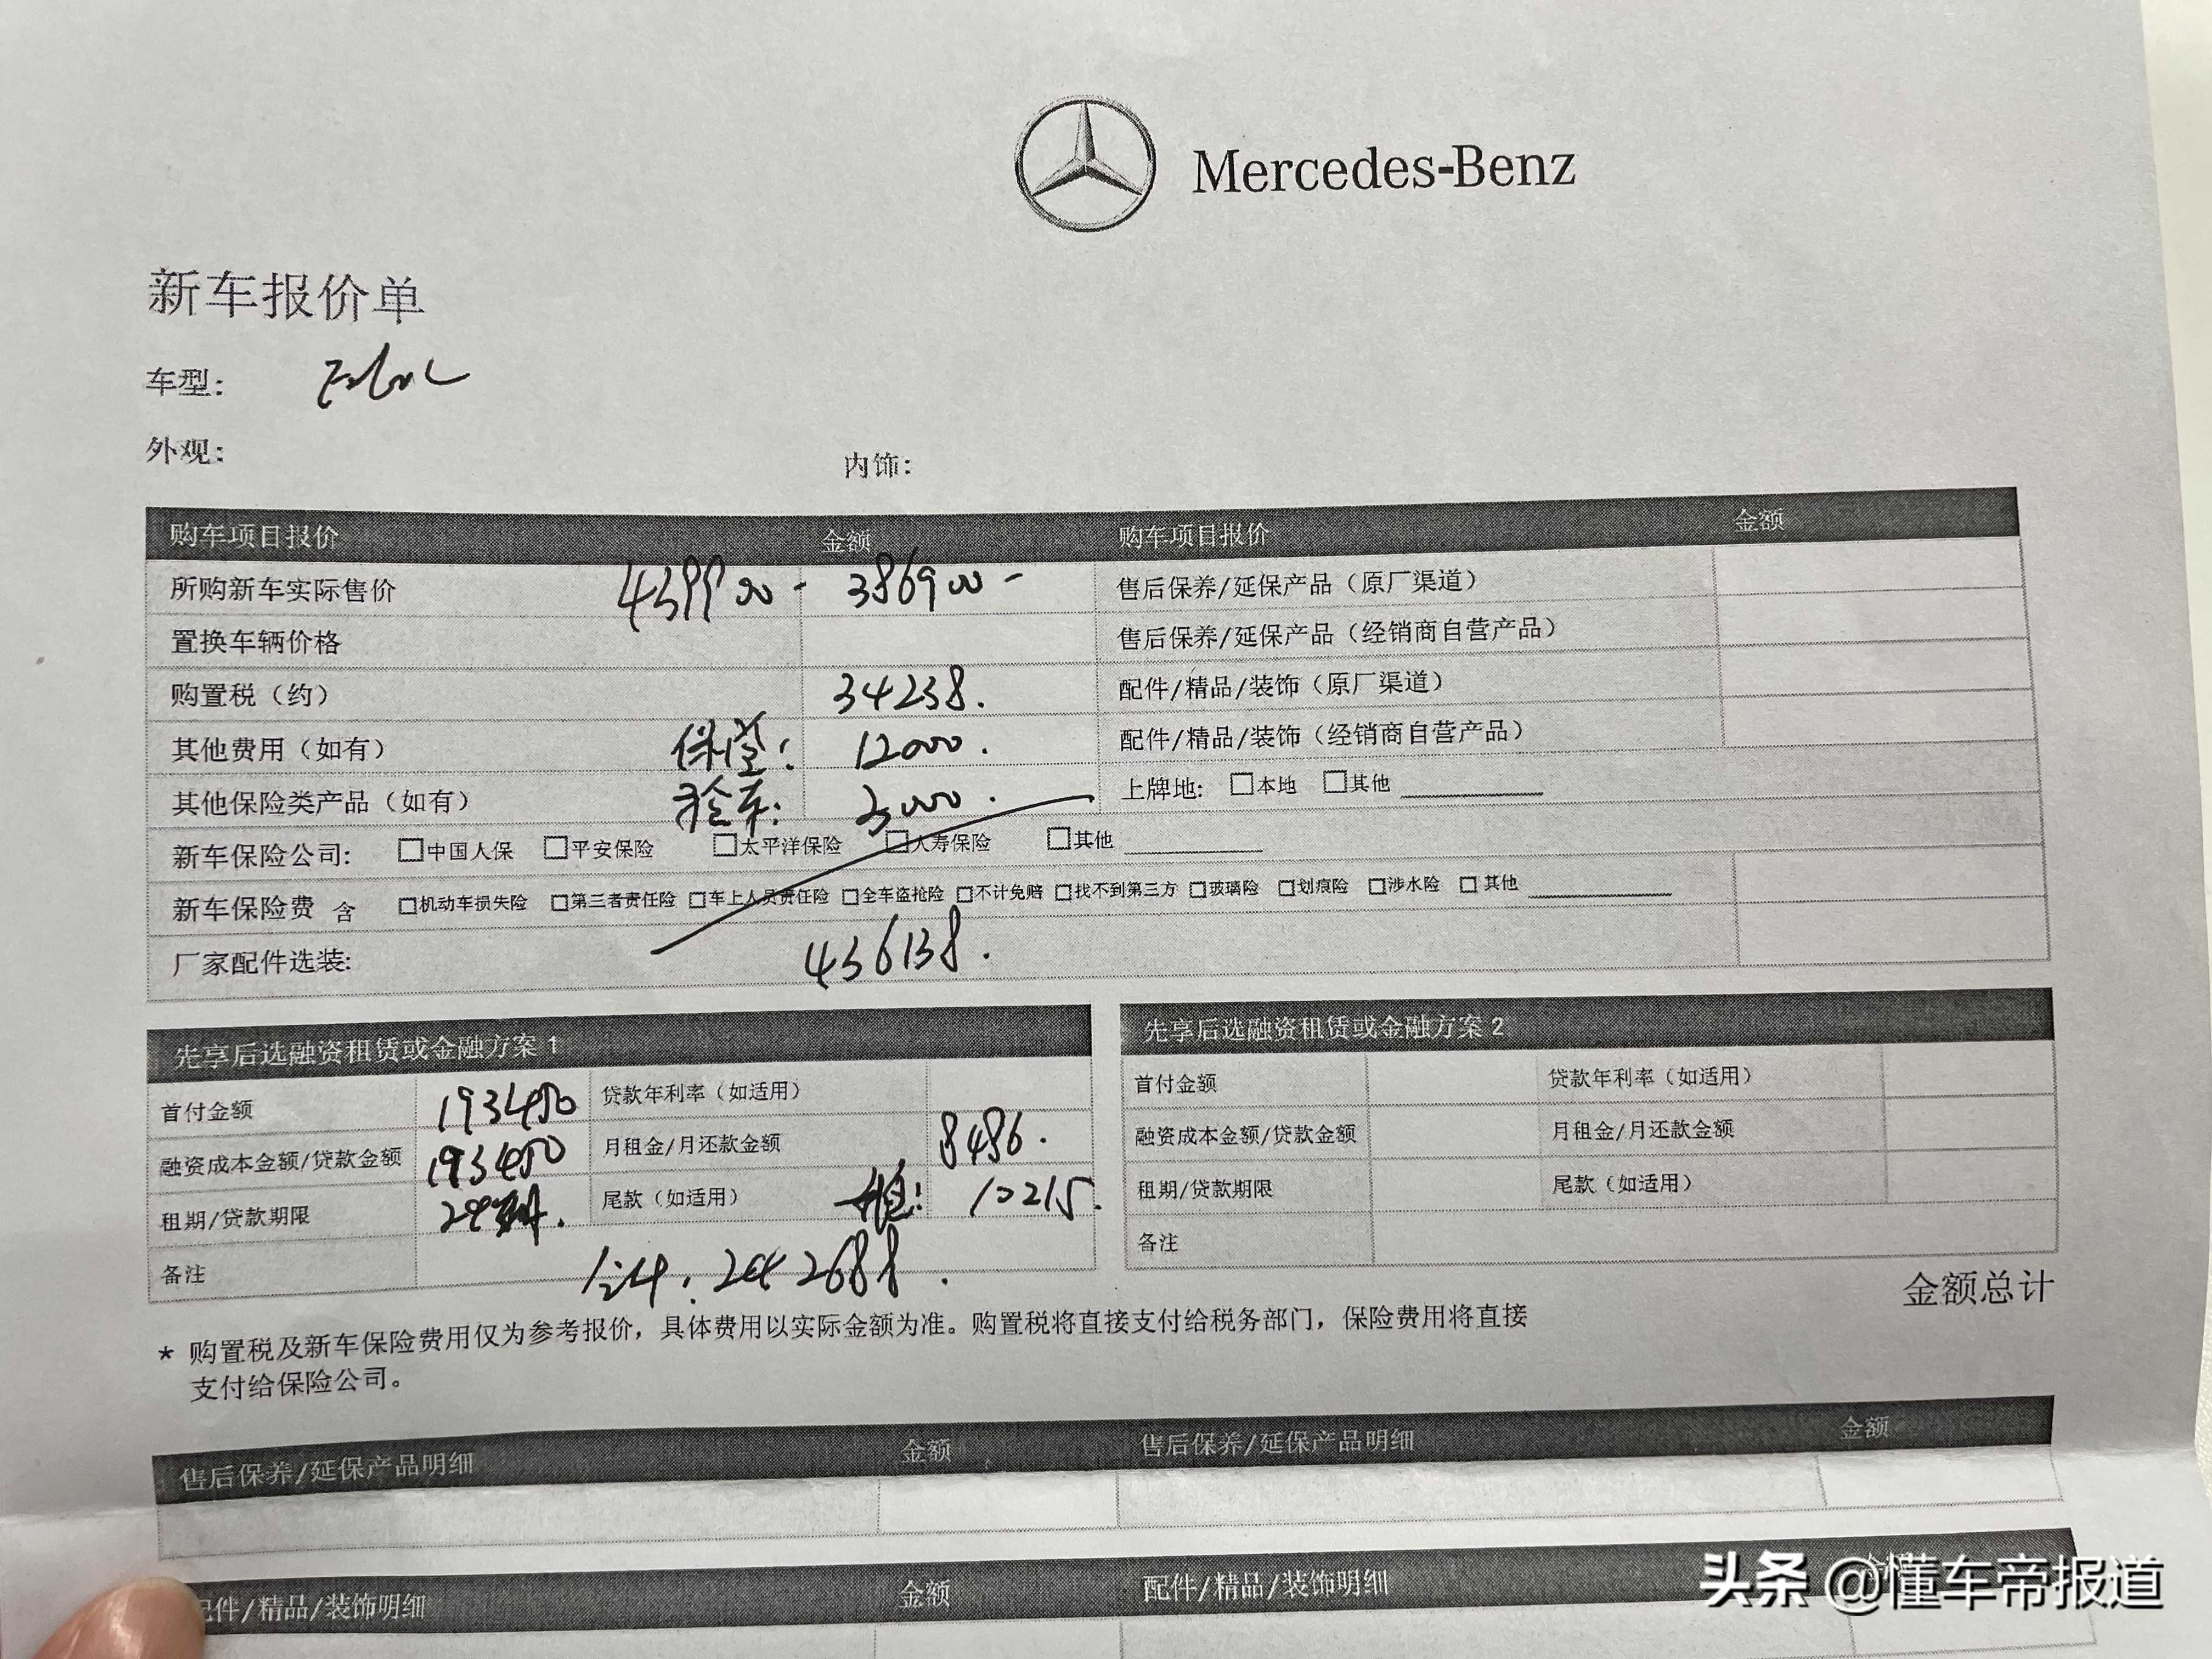 Mercedes-Benz
新车报价单
车型: E260L
外观:
内饰:
购车项目报价 金额 购车项目报价 金额
所购新车实际售价 439900- 386900- 售后保养/延保产品（原厂渠道）
置换车辆价格 售后保养/延保产品（经销商自营产品）
购置税（约） 34238. 配件/精品/装饰（原厂渠道）
其他费用（如有） 12000. 配件/精品/装饰（经销商自营产品）
其他保险类产品（如有） 3000. 上牌地: 本地 其他
新车保险公司: 中国人保 平安保险 太平洋保险 人寿保险 其他
新车保险费 含 机动车损失险 第三者责任险 车上人员责任险 全车盗抢险 不计免赔 找不到第三方 玻璃险 划痕险 涉水险 其他
厂家配件选装: 436138.
先享后选融资租赁或金融方案 1 先享后选融资租赁或金融方案 2
首付金额 193450 贷款年利率（如适用） 首付金额 贷款年利率（如适用）
融资成本金额/贷款金额 193450 月租金/月还款金额 8486. 融资成本金额/贷款金额 月租金/月还款金额
租期/贷款期限 尾款（如适用） 10215. 租期/贷款期限 尾款（如适用）
备注 242688. 备注
金额总计
* 购置税及新车保险费用仅为参考报价，具体费用以实际金额为准。购置税将直接支付给税务部门，保险费用将直接
支付给保险公司。
售后保养/延保产品明细 金额 售后保养/延保产品明细 金额
配件/精品/装饰明细 金额 配件/精品/装饰明细
头条 @懂车帝报道